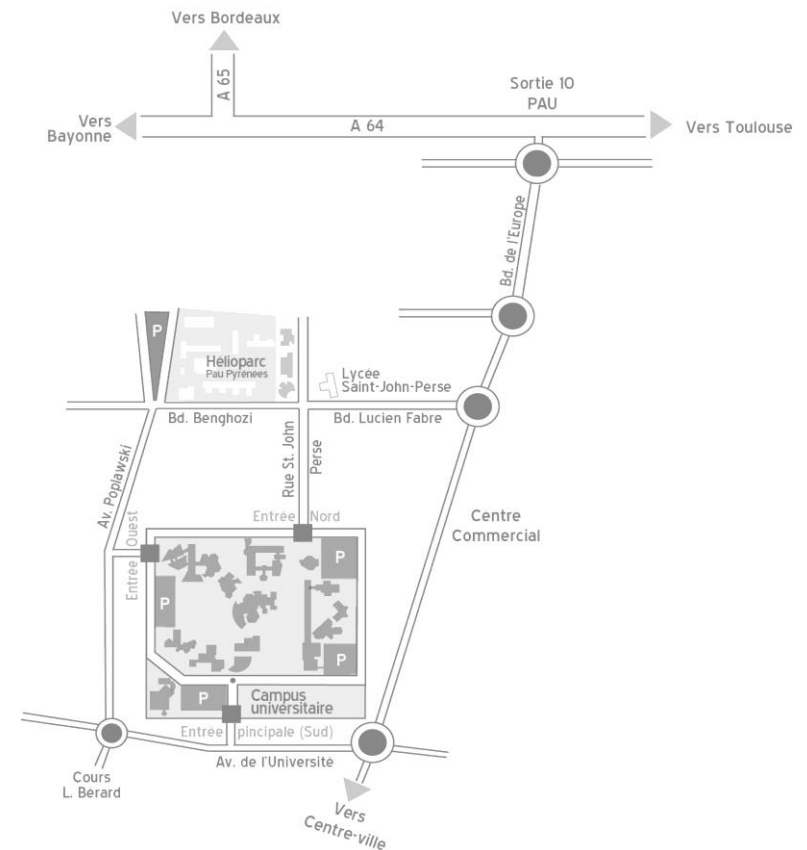 Vers Bordeaux
A 65
Sortie 10
PAU
Vers
Bayonne
A 64
Vers Toulouse
Bd. de l'Europe
P
Hélioparc
Pau Pyrénées
Lycée
Saint-John-Perse
Bd. Benghozi
Bd. Lucien Fabre
Av. Poplawski
Rue St. John
Perse
Entrée Nord
Centre
Commercial
Entrée Ouest
P
P
P
P
Campus
universitaire
Entrée pincipale (Sud)
Av. de l'Université
Cours
L. Bérard
Vers
Centre-ville